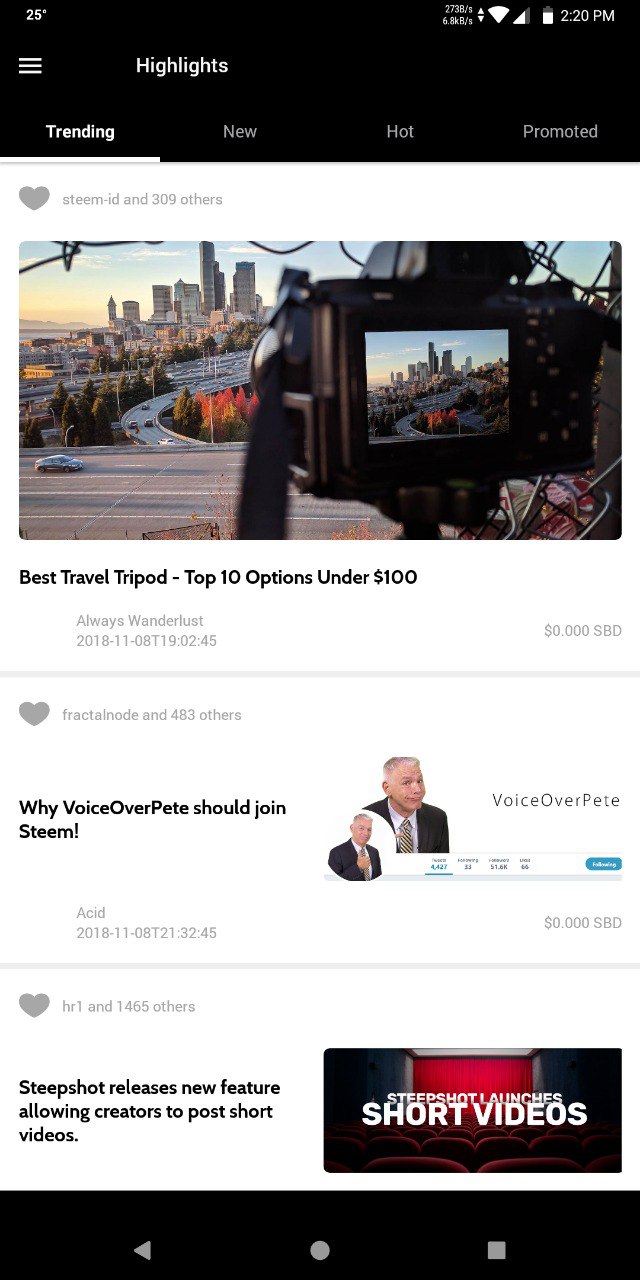 25°
273B/s
6.8kB/s
2:20 PM
Highlights
Trending
New
Hot
Promoted
steem-id and 309 others
Best Travel Tripod - Top 10 Options Under $100
Always Wanderlust
2018-11-08T19:02:45
$0.000 SBD
fractalnode and 483 others
Why VoiceOverPete should join
Steem!
VoiceOverPete
Tweets
Following
Followers
Likes
4,427
33
51.6K
66
Following
Acid
2018-11-08T21:32:45
$0.000 SBD
hr1 and 1465 others
Steepshot releases new feature
allowing creators to post short
videos.
STEEPSHOT LAUNCHES
SHORT VIDEOS